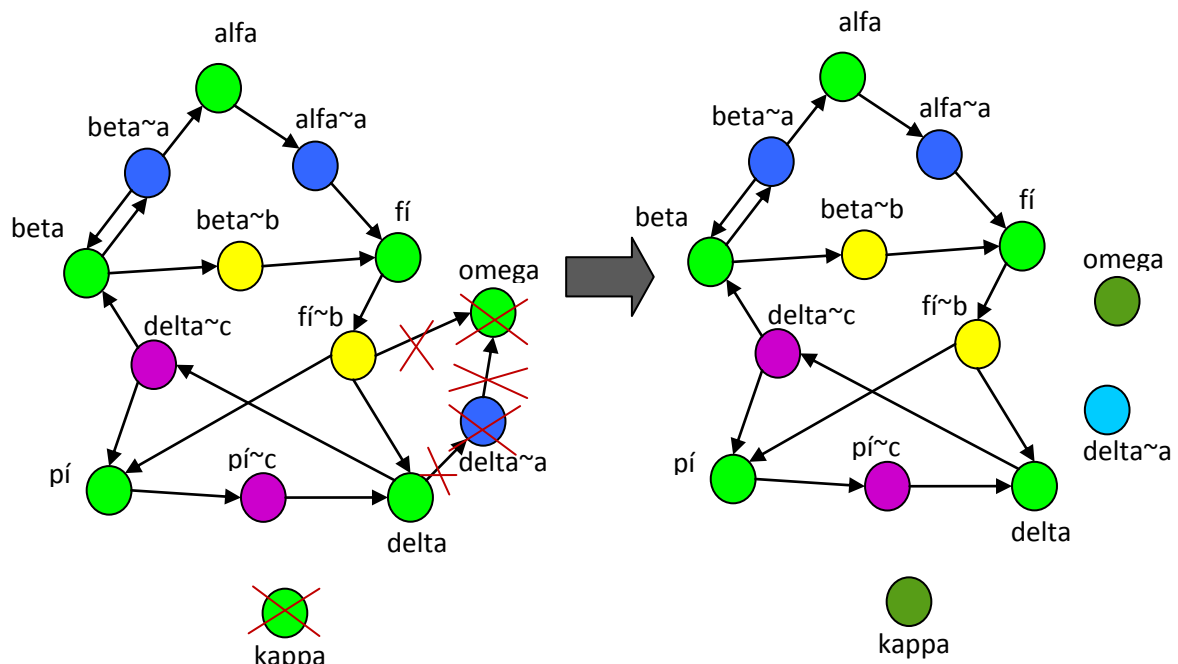 alfa
beta~a
alfa~a
beta
beta~b
fí
omega
delta~c
fí~b
pí
pí~c
delta~a
delta
kappa
alfa
beta~a
alfa~a
beta
beta~b
fí
omega
delta~c
fí~b
pí
pí~c
delta~a
delta
kappa